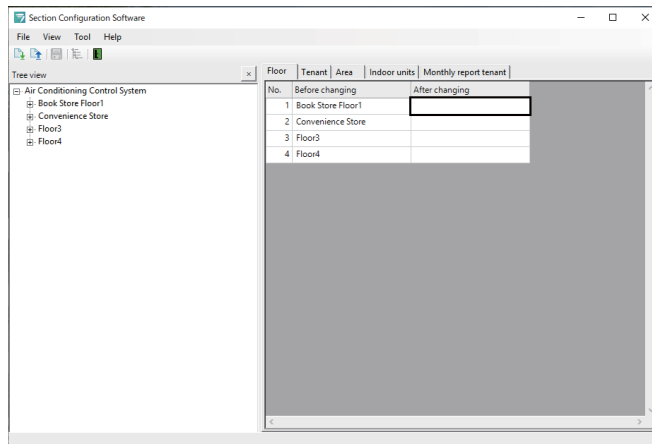 Section Configuration Software
File View Tool Help
Tree view
Air Conditioning Control System
Book Store Floor1
Convenience Store
Floor3
Floor4
Floor Tenant Area Indoor units Monthly report tenant
No. Before changing After changing
1 Book Store Floor1
2 Convenience Store
3 Floor3
4 Floor4